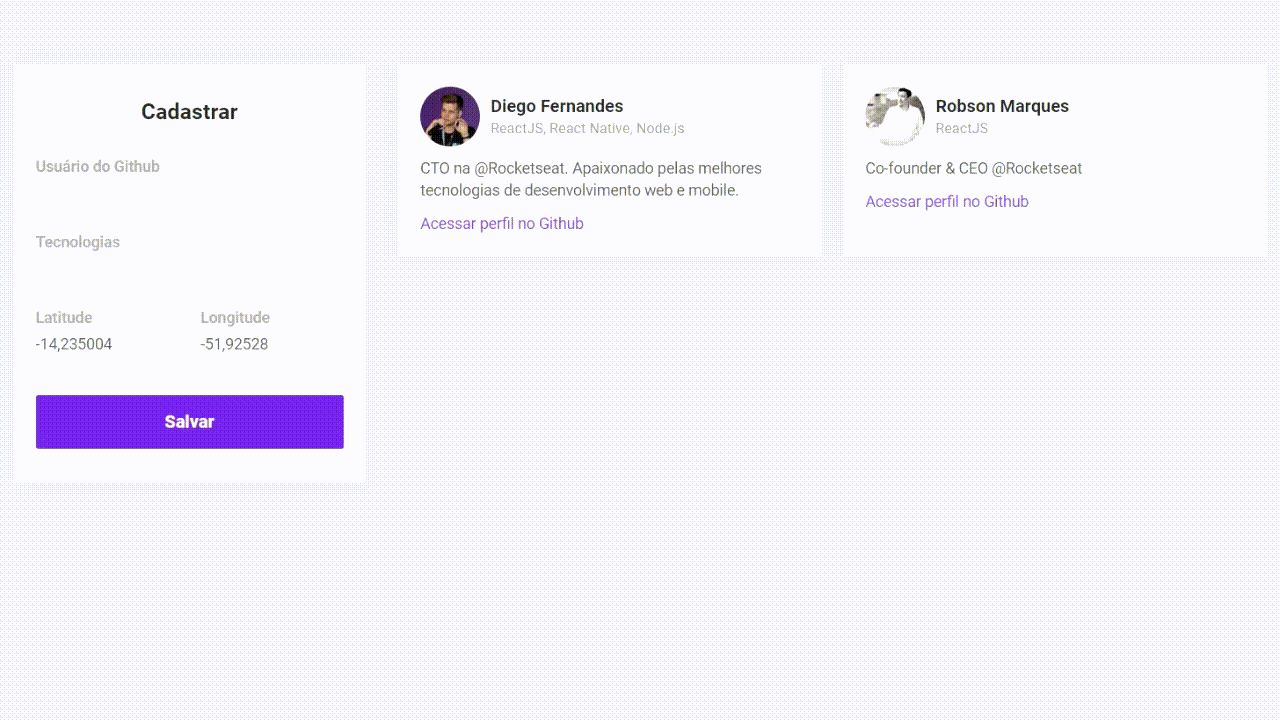 Cadastrar
Usuário do Github
Tecnologias
Latitude
Longitude
-14,235004
-51,92528
Salvar
Diego Fernandes
ReactJS, React Native, Node.js
CTO na @Rocketseat. Apaixonado pelas melhores
tecnologias de desenvolvimento web e mobile.
Acessar perfil no Github
Robson Marques
ReactJS
Co-founder & CEO @Rocketseat
Acessar perfil no Github